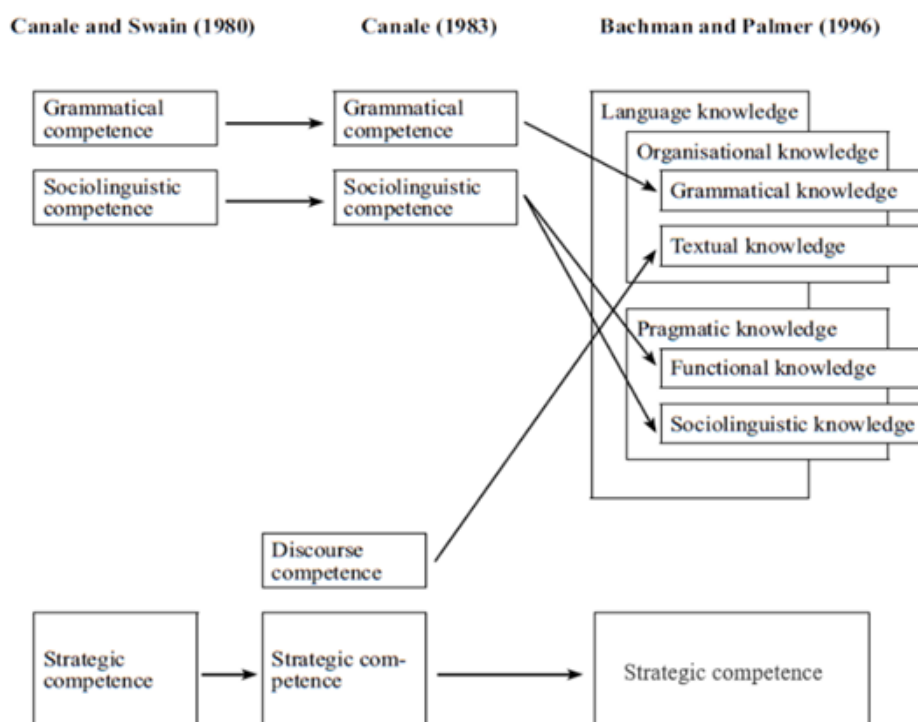 Canale and Swain (1980)
Canale (1983)
Bachman and Palmer (1996)
Grammatical
competence
Grammatical
competence
Language knowledge
Organisational knowledge
Grammatical knowledge
Sociolinguistic
competence
Sociolinguistic
competence
Textual knowledge
Pragmatic knowledge
Functional knowledge
Sociolinguistic knowledge
Discourse
competence
Strategic
competence
Strategic com-
petence
Strategic competence